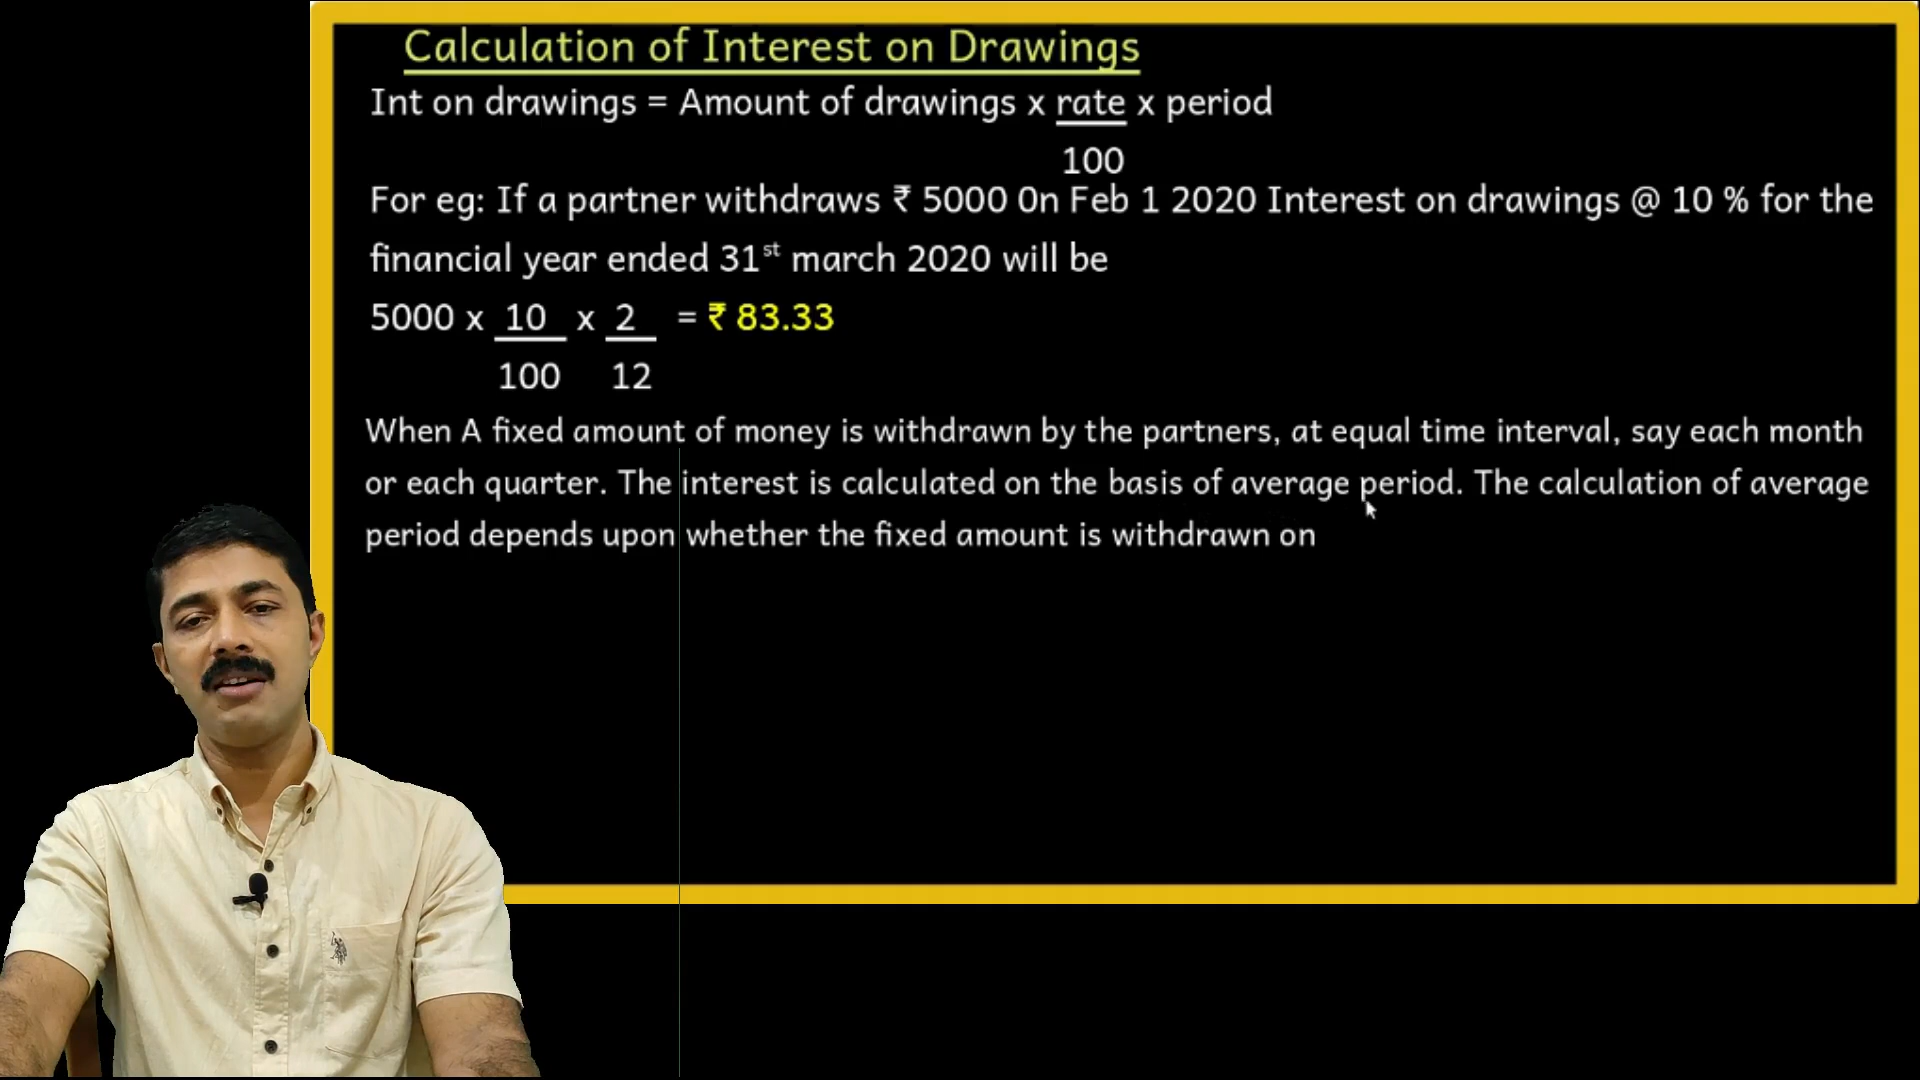 Calculation of Interest on Drawings
Int on drawings = Amount of drawings x rate x period
100
For eg: If a partner withdraws ₹ 5000 0n Feb 1 2020 Interest on drawings @ 10 % for the
financial year ended 31st march 2020 will be
5000 x 10 x 2 = ₹ 83.33
100 12
When A fixed amount of money is withdrawn by the partners, at equal time interval, say each month
or each quarter. The interest is calculated on the basis of average period. The calculation of average
period depends upon whether the fixed amount is withdrawn on